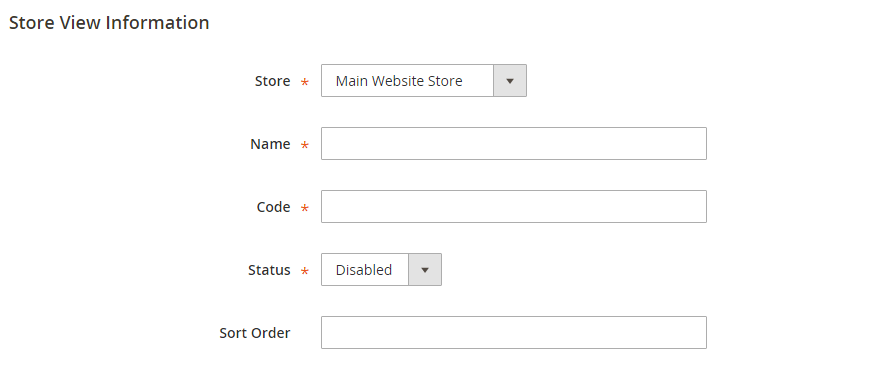 Store View Information
Store * Main Website Store
Name *
Code *
Status * Disabled
Sort Order